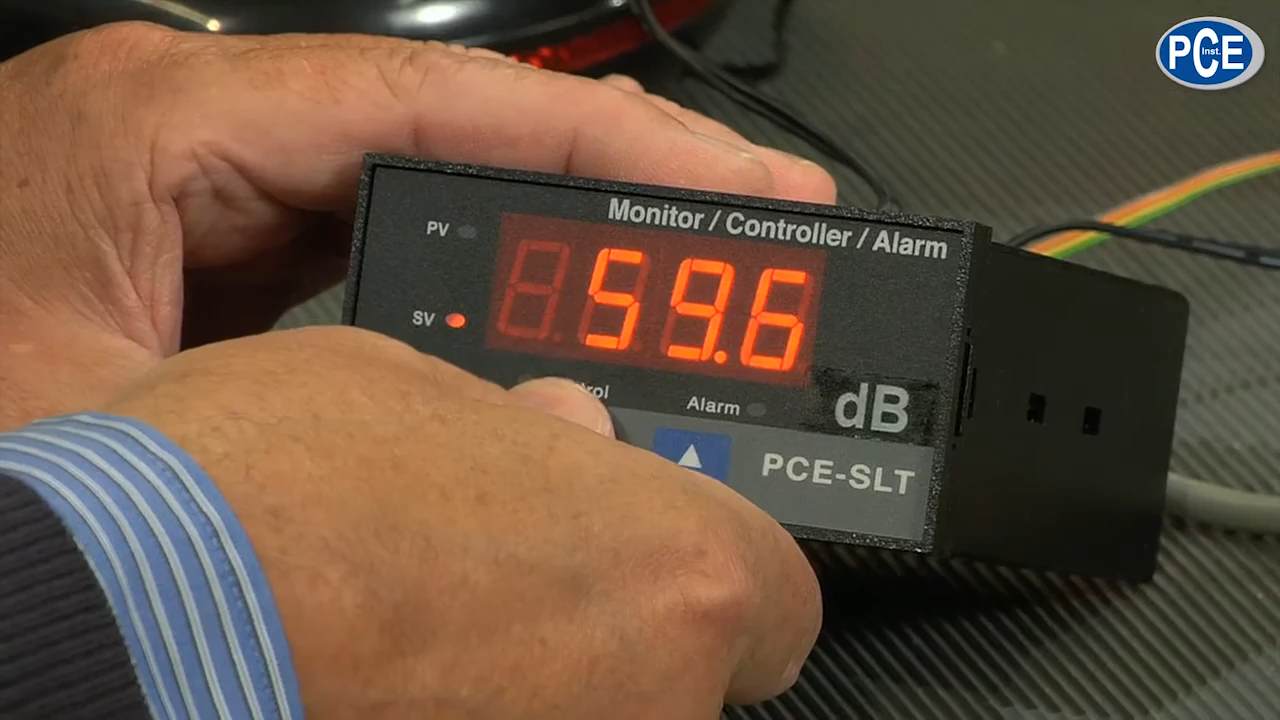 PCE
Inst.
Monitor / Controller / Alarm
PV
59.6
SV
Alarm
dB
PCE-SLT